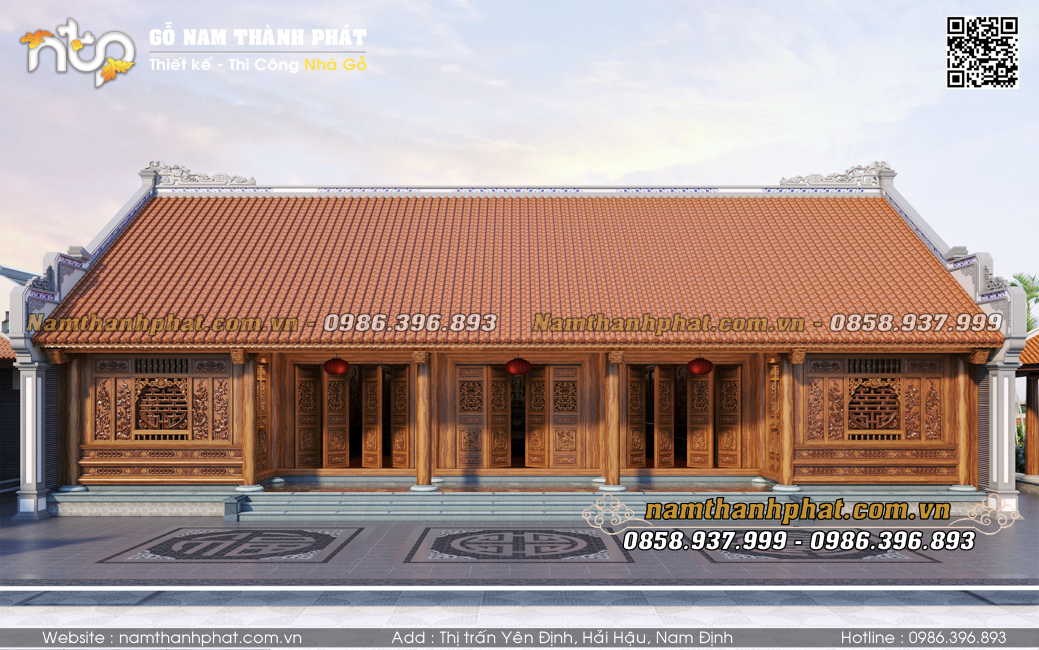 ntp
GỖ NAM THÀNH PHÁT
Thiết kế - Thi Công Nhà Gỗ
Namthanhphat.com.vn - 0986.396.893
Namthanhphat.com.vn - 0858.937.999
namthanhphat.com.vn
0858.937.999 - 0986.396.893
Website : namthanhphat.com.vn
Add : Thị trấn Yên Định, Hải Hậu, Nam Định
Hotline : 0986.396.893